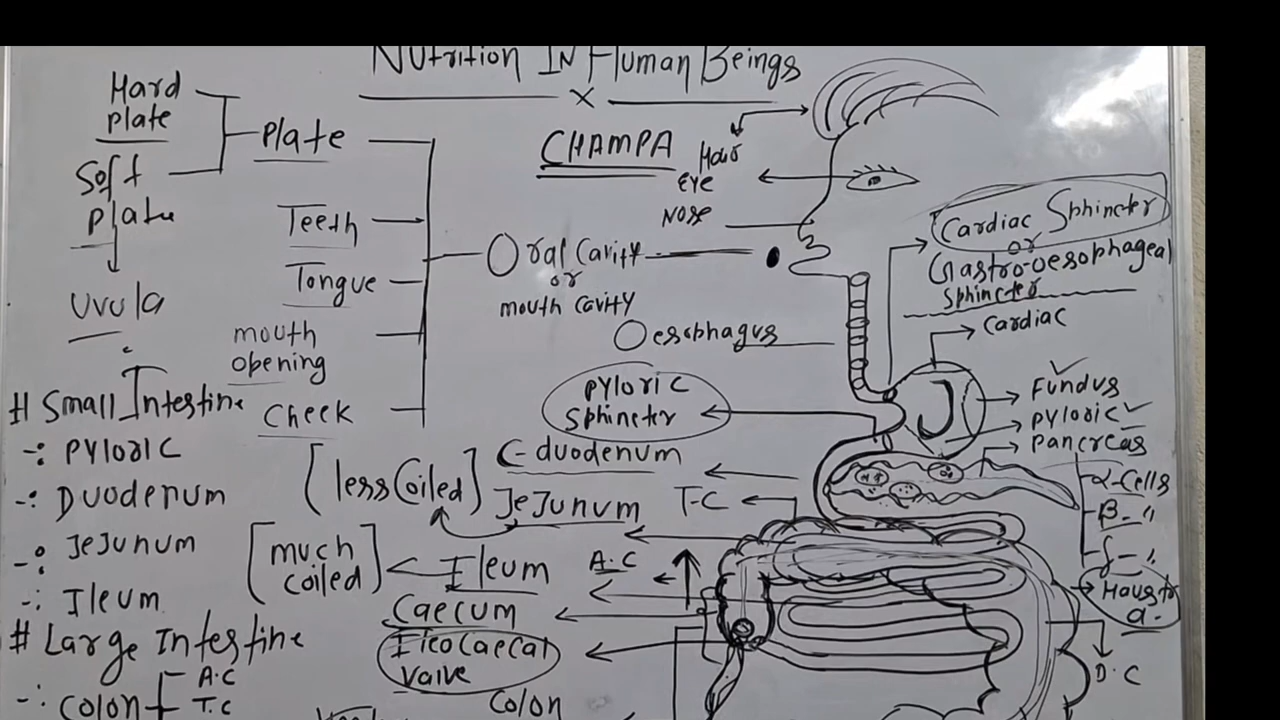 Nutrition In Human Beings
x
Hard
plate
Soft
plate
Uvula
Plate
Teeth
Tongue
mouth
opening
Check
CHAMPA
Hair
Eye
Nose
Oral Cavity
or
mouth cavity
Oesophagus
Cardiac Sphincter
or
Gastro-oesophageal
sphincter
Cardiac
Fundus
Pyloric
Pancreas
α-Cells
β- "
δ- "
Haustra
D.C
Pyloric
Sphincter
C-duodenum
[less Coiled]
JeJunum
T-C
[much
coiled]
Ileum
A.C
Caecum
Ileocaecal
Valve
Colon
# Small Intestine
-: Pyloric
-: Duodenum
-: JeJunum
-: Ileum
# Large Intestine
-: Colon
A.C
T.C